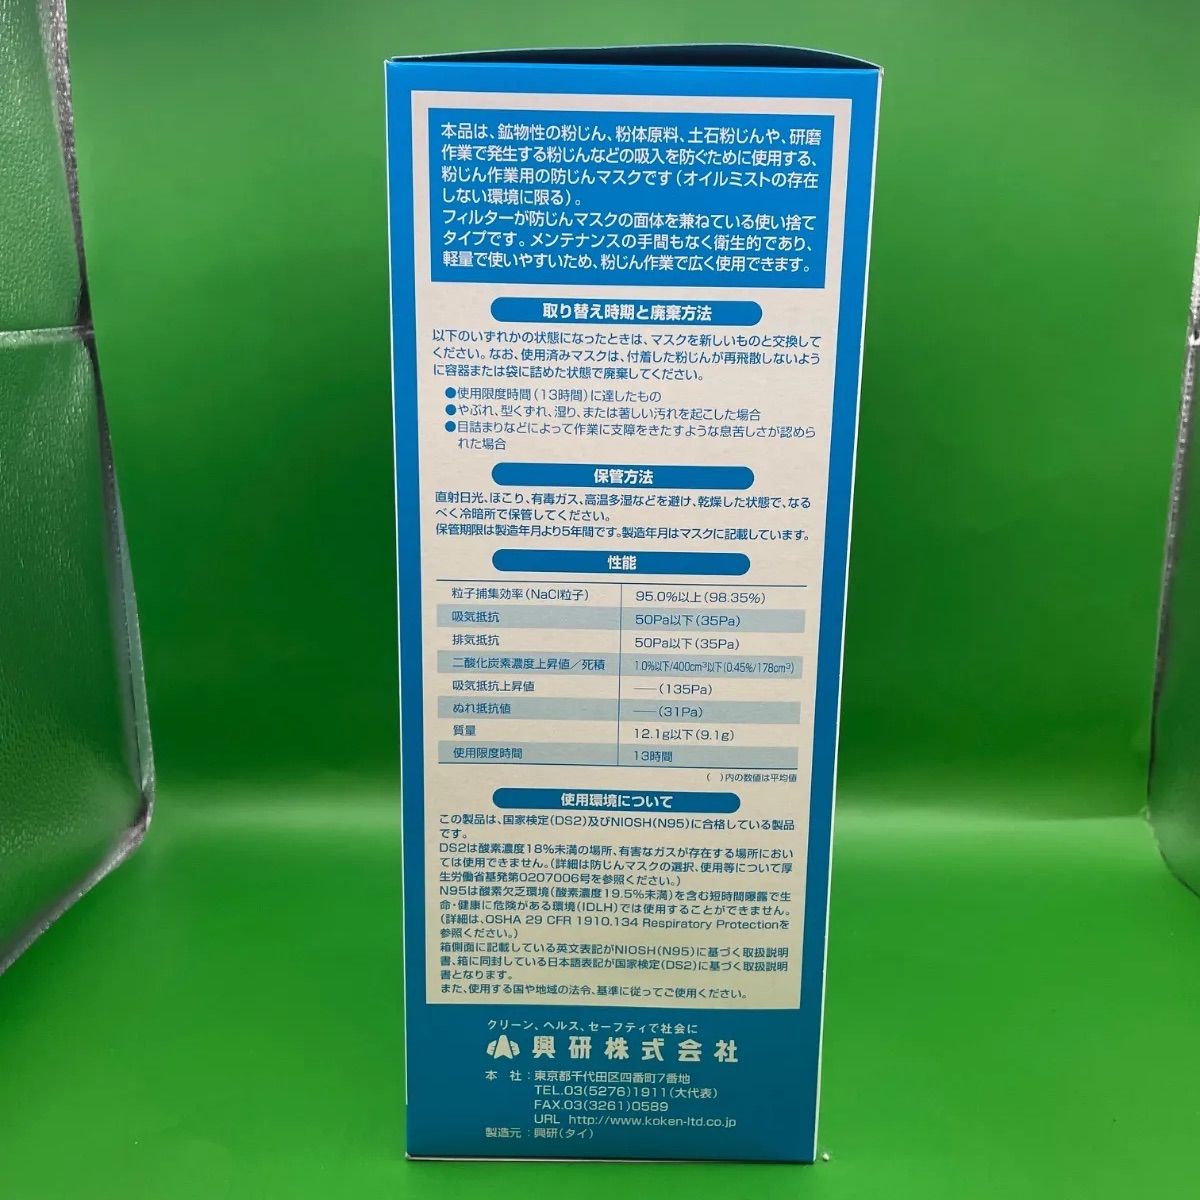 本品は、鉱物性の粉じん、粉体原料、土石粉じんや、研磨
作業で発生する粉じんなどの吸入を防ぐために使用する、
粉じん作業用の防じんマスクです(オイルミストの存在
しない環境に限る)。
フィルターが防じんマスクの面体を兼ねている使い捨て
タイプです。メンテナンスの手間もなく衛生的であり、
軽量で使いやすいため、粉じん作業で広く使用できます。
取り替え時期と廃棄方法
以下のいずれかの状態になったときは、マスクを新しいものと交換して
ください。なお、使用済みマスクは、付着した粉じんが再飛散しないよう
に容器または袋に詰めた状態で廃棄してください。
●使用限度時間(13時間)に達したもの
●やぶれ、型くずれ、湿り、または著しい汚れを起こした場合
●目詰まりなどによって作業に支障をきたすような息苦しさが認めら
れた場合
保管方法
直射日光、ほこり、有毒ガス、高温多湿などを避け、乾燥した状態で、なる
べく冷暗所で保管してください。
保管期限は製造年月より5年間です。製造年月はマスクに記載しています。
性能
粒子捕集効率(NaCl粒子) 95.0%以上(98.35%)
吸気抵抗 50Pa以下(35Pa)
排気抵抗 50Pa以下(35Pa)
二酸化炭素濃度上昇値/死積 1.0%以下/400cm³以下(0.45%/178cm³)
吸気抵抗上昇値 ――(135Pa)
ぬれ抵抗値 ――(31Pa)
質量 12.1g以下(9.1g)
使用限度時間 13時間
( )内の数値は平均値
使用環境について
この製品は、国家検定(DS2)及びNIOSH(N95)に合格している製品
です。
DS2は酸素濃度18%未満の場所、有害なガスが存在する場所におい
ては使用できません。(詳細は防じんマスクの選択、使用等について厚
生労働省基発第0207006号を参照ください。)
N95は酸素欠乏環境(酸素濃度19.5%未満)を含む短時間曝露で生
命・健康に危険がある環境(IDLH)では使用することができません。
(詳細は、OSHA 29 CFR 1910.134 Respiratory Protectionを
参照ください。)
箱側面に記載している英文表記がNIOSH(N95)に基づく取扱説明
書、箱に同封している日本語表記が国家検定(DS2)に基づく取扱説明
書となります。
また、使用する国や地域の法令、基準に従ってご使用ください。
クリーン、ヘルス、セーフティで社会に
興研株式会社
本 社:東京都千代田区四番町7番地
TEL.03(5276)1911(大代表)
FAX.03(3261)0589
URL http://www.koken-ltd.co.jp
製造元:興研(タイ)